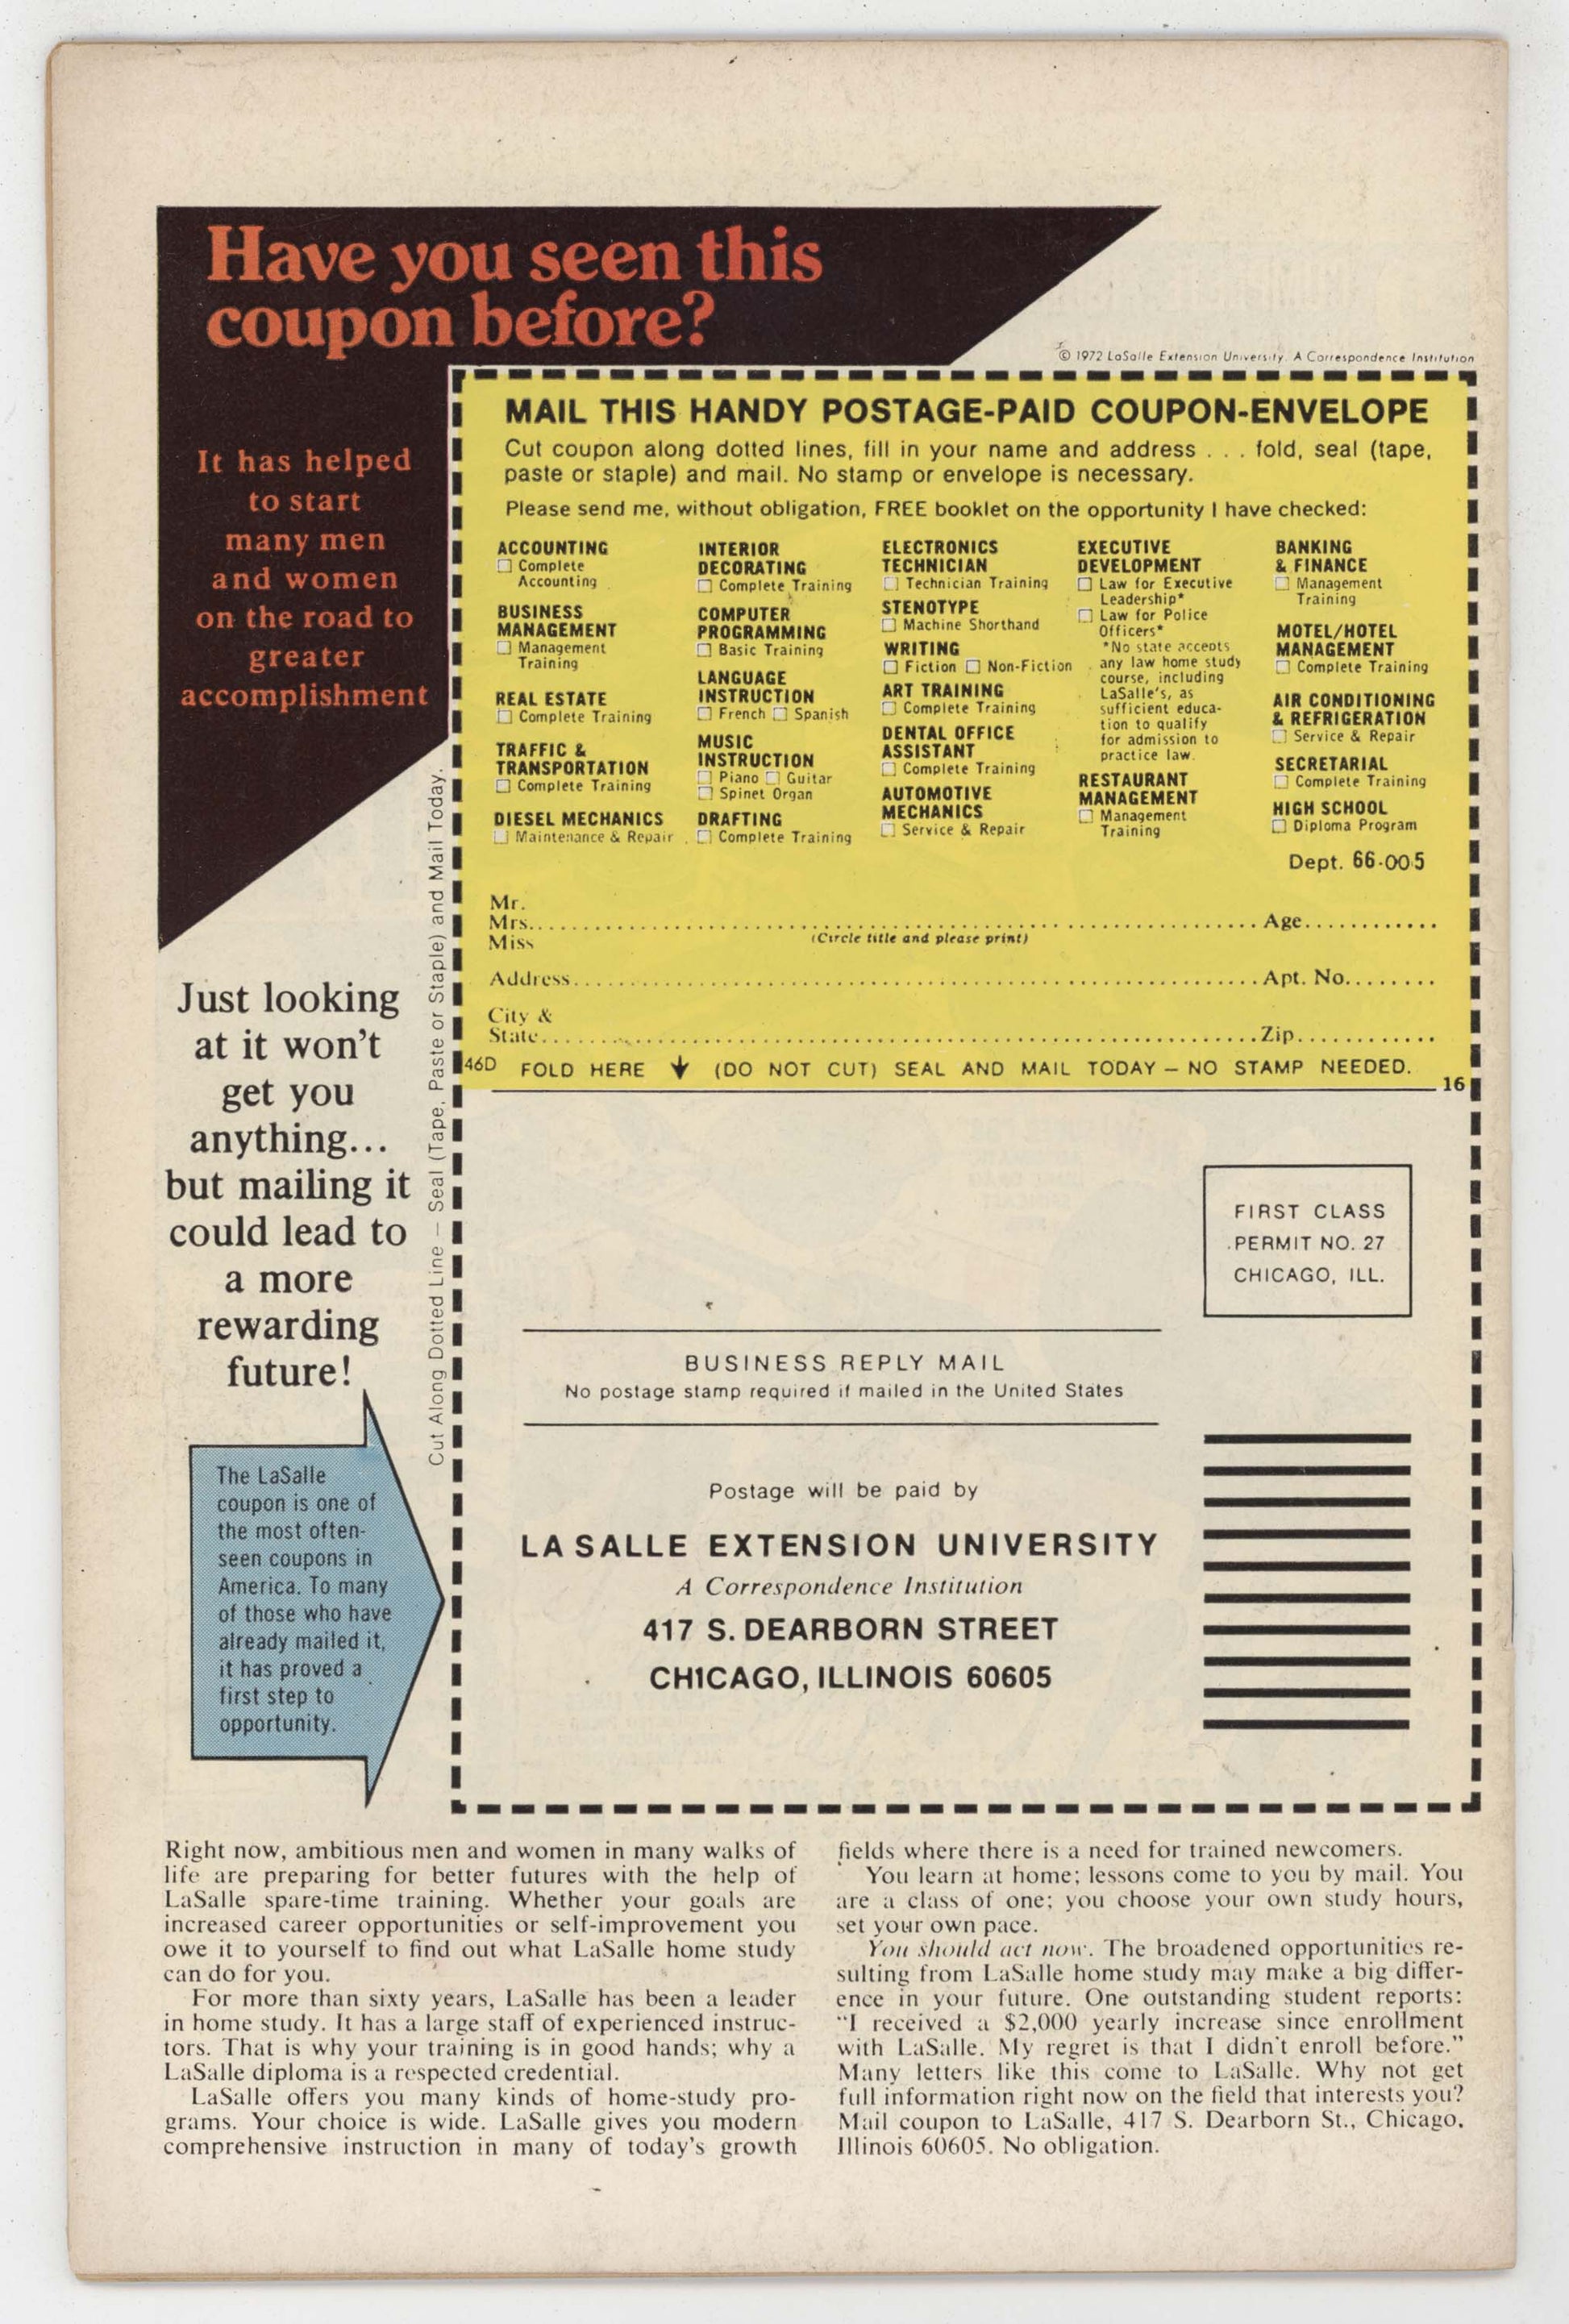 Have you seen this
coupon before?
© 1972 LaSalle Extension University. A Correspondence Institution
It has helped
to start
many men
and women
on the road to
greater
accomplishment
MAIL THIS HANDY POSTAGE-PAID COUPON-ENVELOPE
Cut coupon along dotted lines, fill in your name and address . . . fold, seal (tape,
paste or staple) and mail. No stamp or envelope is necessary.
Please send me, without obligation, FREE booklet on the opportunity I have checked:
ACCOUNTING
Complete
Accounting
BUSINESS
MANAGEMENT
Management
Training
REAL ESTATE
Complete Training
TRAFFIC &
TRANSPORTATION
Complete Training
DIESEL MECHANICS
Maintenance & Repair
INTERIOR
DECORATING
Complete Training
COMPUTER
PROGRAMMING
Basic Training
LANGUAGE
INSTRUCTION
French Spanish
MUSIC
INSTRUCTION
Piano Guitar
Spinet Organ
DRAFTING
Complete Training
ELECTRONICS
TECHNICIAN
Technician Training
STENOTYPE
Machine Shorthand
WRITING
Fiction Non-Fiction
ART TRAINING
Complete Training
DENTAL OFFICE
ASSISTANT
Complete Training
AUTOMOTIVE
MECHANICS
Service & Repair
EXECUTIVE
DEVELOPMENT
Law for Executive
Leadership*
Law for Police
Officers*
*No state accepts
any law home study
course, including
LaSalle's, as
sufficient educa-
tion to qualify
for admission to
practice law.
RESTAURANT
MANAGEMENT
Management
Training
BANKING
& FINANCE
Management
Training
MOTEL/HOTEL
MANAGEMENT
Complete Training
AIR CONDITIONING
& REFRIGERATION
Service & Repair
SECRETARIAL
Complete Training
HIGH SCHOOL
Diploma Program
Dept. 66-005
Mr.
Mrs. Age
Miss (Circle title and please print)
Address Apt. No.
City &
State Zip
46D FOLD HERE ↓ (DO NOT CUT) SEAL AND MAIL TODAY – NO STAMP NEEDED.
16
Cut Along Dotted Line – Seal (Tape, Paste or Staple) and Mail Today.
Just looking
at it won't
get you
anything...
but mailing it
could lead to
a more
rewarding
future!
The LaSalle
coupon is one of
the most often-
seen coupons in
America. To many
of those who have
already mailed it,
it has proved a
first step to
opportunity.
FIRST CLASS
PERMIT NO. 27
CHICAGO, ILL.
BUSINESS REPLY MAIL
No postage stamp required if mailed in the United States
Postage will be paid by
LA SALLE EXTENSION UNIVERSITY
A Correspondence Institution
417 S. DEARBORN STREET
CHICAGO, ILLINOIS 60605
Right now, ambitious men and women in many walks of
life are preparing for better futures with the help of
LaSalle spare-time training. Whether your goals are
increased career opportunities or self-improvement you
owe it to yourself to find out what LaSalle home study
can do for you.
For more than sixty years, LaSalle has been a leader
in home study. It has a large staff of experienced instruc-
tors. That is why your training is in good hands; why a
LaSalle diploma is a respected credential.
LaSalle offers you many kinds of home-study pro-
grams. Your choice is wide. LaSalle gives you modern
comprehensive instruction in many of today's growth
fields where there is a need for trained newcomers.
You learn at home; lessons come to you by mail. You
are a class of one; you choose your own study hours,
set your own pace.
You should act now. The broadened opportunities re-
sulting from LaSalle home study may make a big differ-
ence in your future. One outstanding student reports:
"I received a $2,000 yearly increase since enrollment
with LaSalle. My regret is that I didn't enroll before."
Many letters like this come to LaSalle. Why not get
full information right now on the field that interests you?
Mail coupon to LaSalle, 417 S. Dearborn St., Chicago,
Illinois 60605. No obligation.